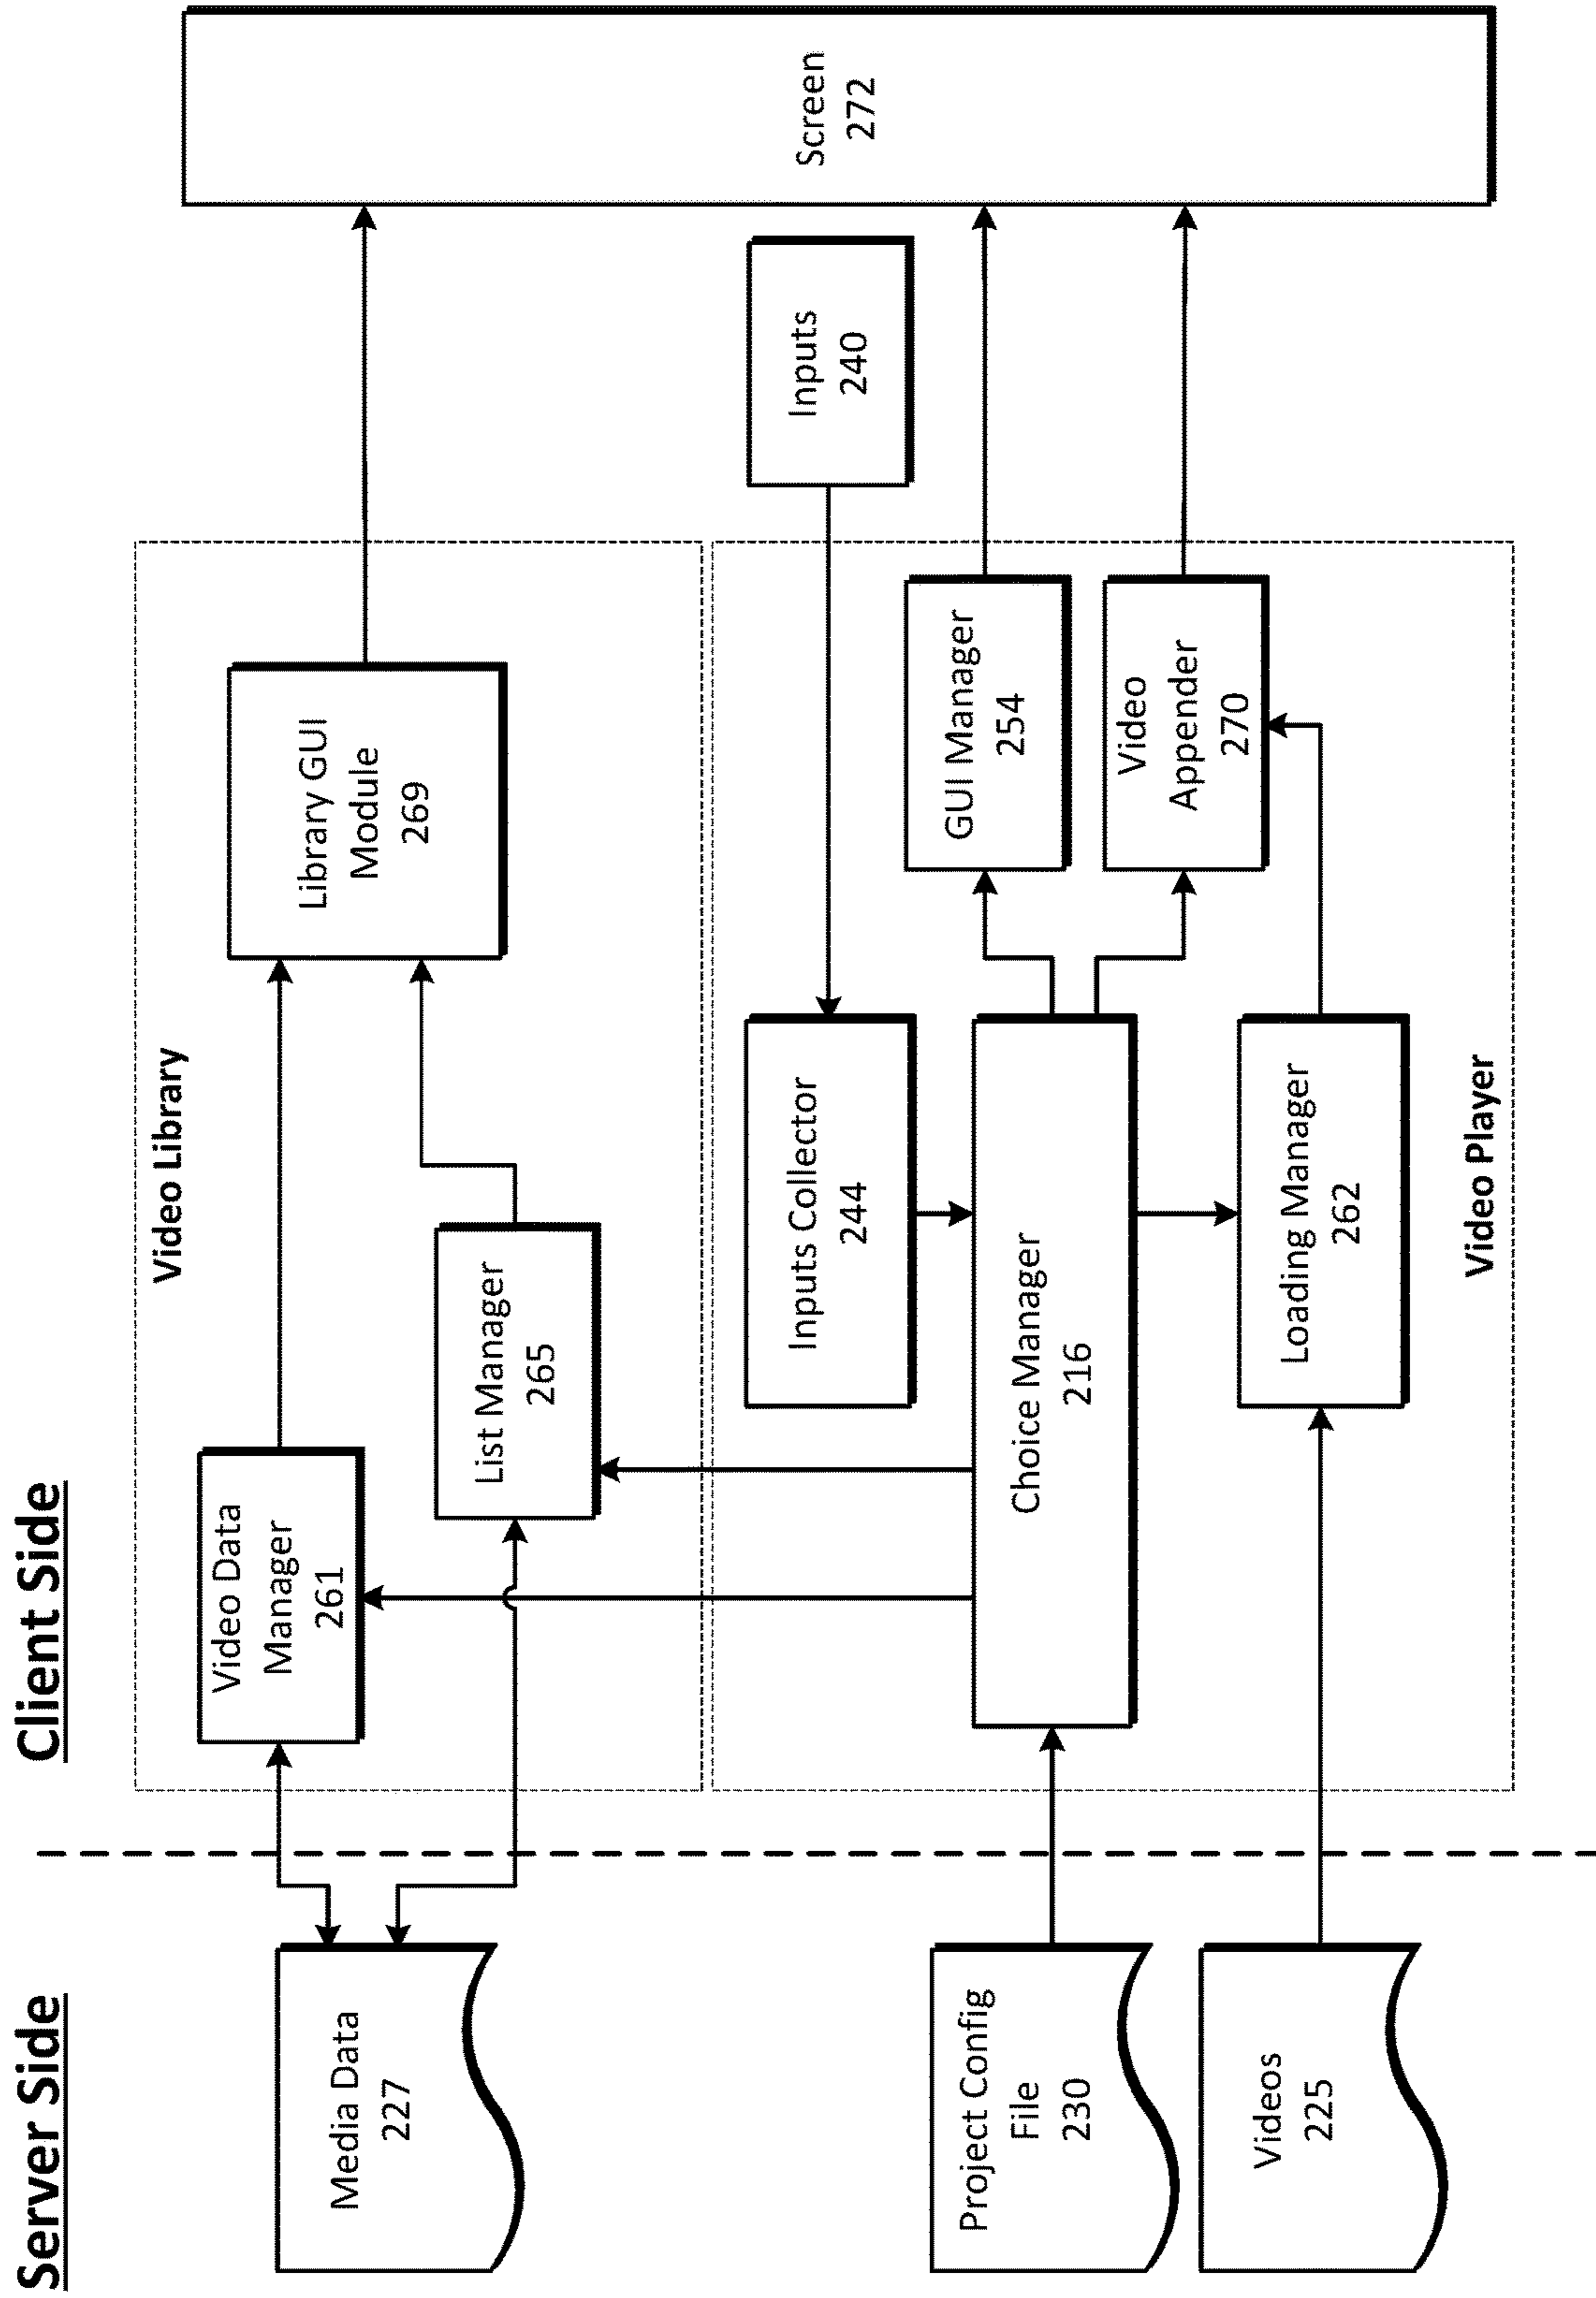 Server Side
Client Side
Media Data
227
Project Config
File
230
Videos
225
Video Library
Video Data
Manager
261
List Manager
265
Library GUI
Module
269
Inputs Collector
244
Choice Manager
216
Loading Manager
262
GUI Manager
254
Video
Appender
270
Video Player
Inputs
240
Screen
272